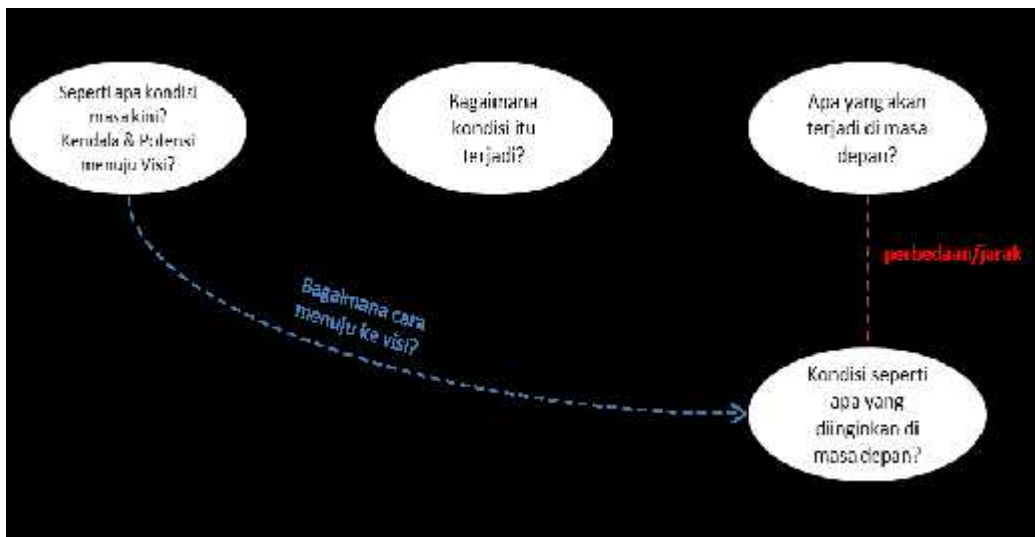 Seperti apa kondisi
masa kini?
Kendala & Potensi
menuju Visi?
Bagaimana
kondisi itu
terjadi?
Apa yang akan
terjadi di masa
depan?
perbedaan/jarak
Bagaimana cara
menuju ke visi?
Kondisi seperti
apa yang
diinginkan di
masa depan?